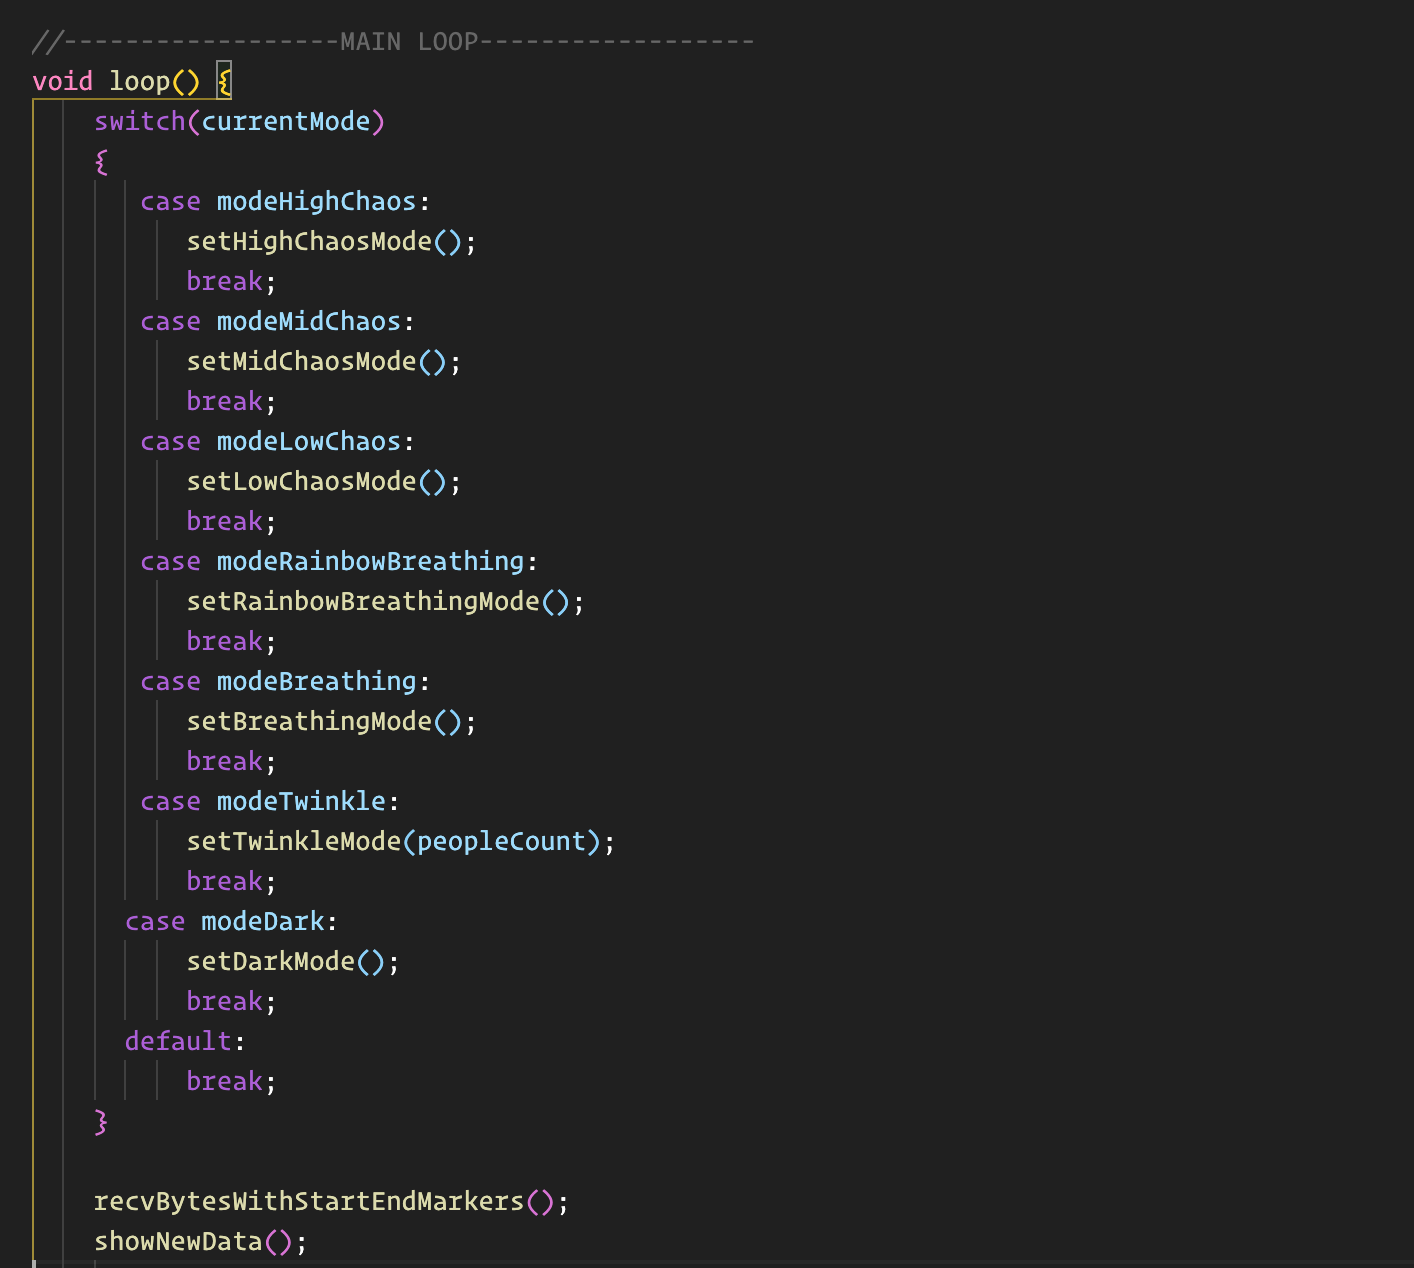 //------------------MAIN LOOP------------------
void loop() {
switch(currentMode)
{
case modeHighChaos:
setHighChaosMode();
break;
case modeMidChaos:
setMidChaosMode();
break;
case modeLowChaos:
setLowChaosMode();
break;
case modeRainbowBreathing:
setRainbowBreathingMode();
break;
case modeBreathing:
setBreathingMode();
break;
case modeTwinkle:
setTwinkleMode(peopleCount);
break;
case modeDark:
setDarkMode();
break;
default:
break;
}
recvBytesWithStartEndMarkers();
showNewData();